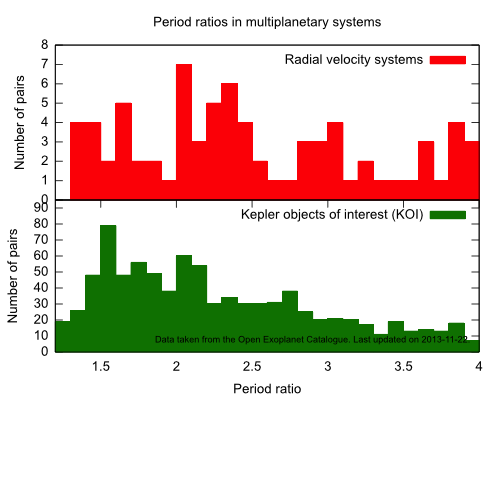 Period ratios in multiplanetary systems
8
7
6
5
4
3
2
1
0
Number of pairs
Radial velocity systems
90
80
70
60
50
40
30
20
10
0
Number of pairs
Kepler objects of interest (KOI)
Data taken from the Open Exoplanet Catalogue. Last updated on 2013-11-22
1.5 2 2.5 3 3.5 4
Period ratio